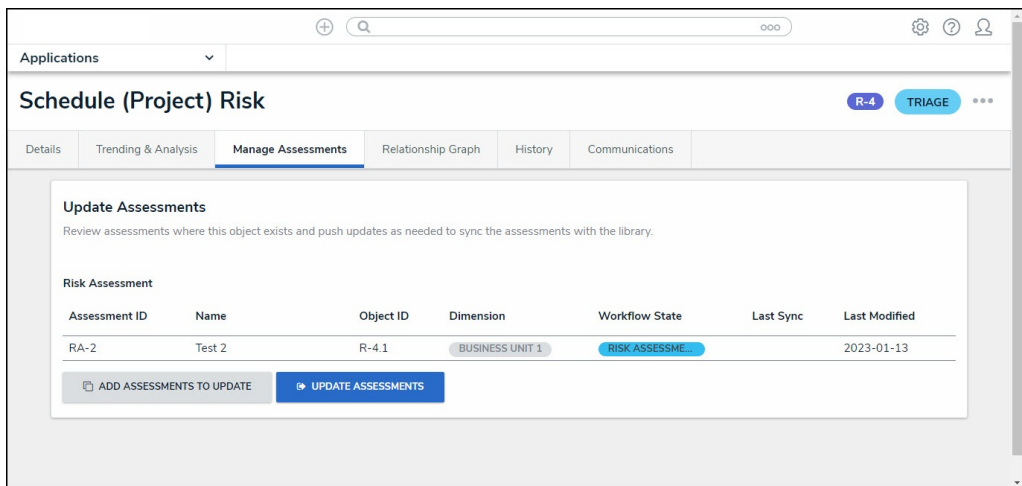 ooo
Applications
Schedule (Project) Risk
R-4 TRIAGE
Details Trending & Analysis Manage Assessments Relationship Graph History Communications
Update Assessments
Review assessments where this object exists and push updates as needed to sync the assessments with the library.
Risk Assessment
Assessment ID Name Object ID Dimension Workflow State Last Sync Last Modified
RA-2 Test 2 R-4.1 BUSINESS UNIT 1 RISK ASSESSME... 2023-01-13
ADD ASSESSMENTS TO UPDATE UPDATE ASSESSMENTS